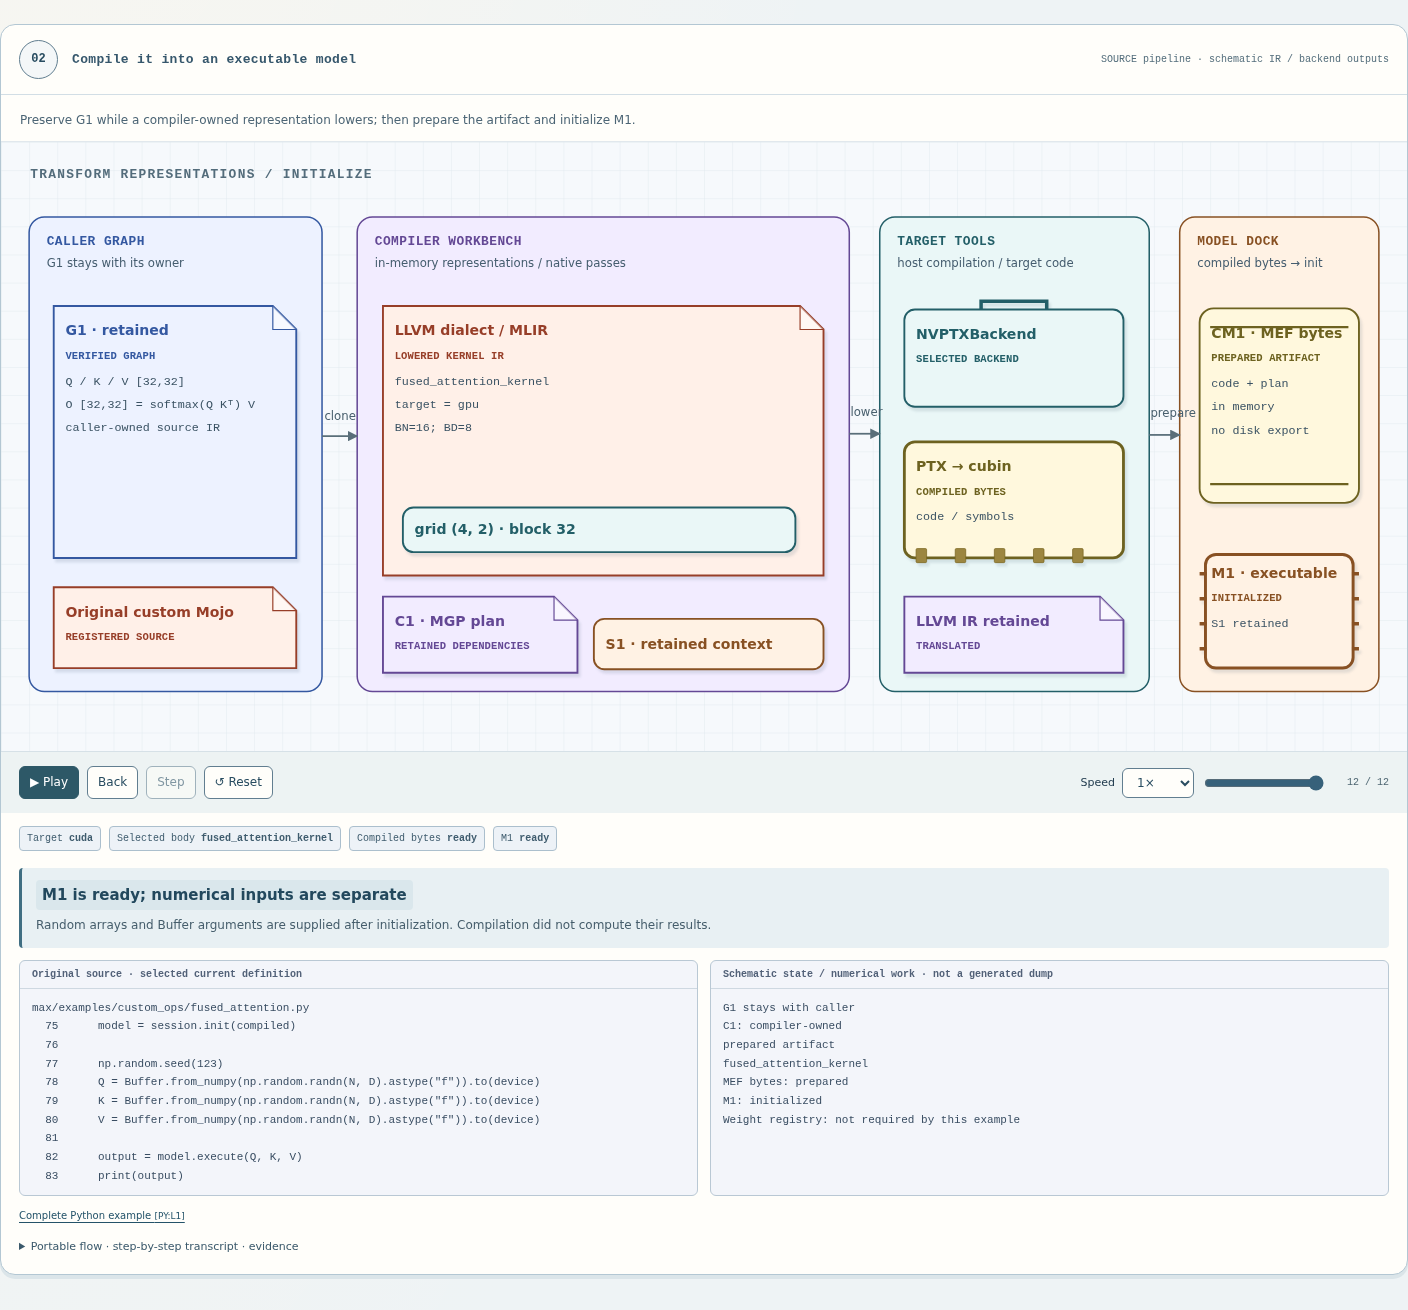 02
Compile it into an executable model
SOURCE pipeline · schematic IR / backend outputs
Preserve G1 while a compiler-owned representation lowers; then prepare the artifact and initialize M1.
TRANSFORM REPRESENTATIONS / INITIALIZE
CALLER GRAPH
G1 stays with its owner
G1 · retained
VERIFIED GRAPH
Q / K / V [32,32]
O [32,32] = softmax(Q Kᵀ) V
caller-owned source IR
Original custom Mojo
REGISTERED SOURCE
clone
COMPILER WORKBENCH
in-memory representations / native passes
LLVM dialect / MLIR
LOWERED KERNEL IR
fused_attention_kernel
target = gpu
BN=16; BD=8
grid (4, 2) · block 32
C1 · MGP plan
RETAINED DEPENDENCIES
S1 · retained context
lower
TARGET TOOLS
host compilation / target code
NVPTXBackend
SELECTED BACKEND
PTX → cubin
COMPILED BYTES
code / symbols
LLVM IR retained
TRANSLATED
prepare
MODEL DOCK
compiled bytes → init
CM1 · MEF bytes
PREPARED ARTIFACT
code + plan
in memory
no disk export
M1 · executable
INITIALIZED
S1 retained
▶ Play
Back
Step
↺ Reset
Speed
1×
12 / 12
Target cuda
Selected body fused_attention_kernel
Compiled bytes ready
M1 ready
M1 is ready; numerical inputs are separate
Random arrays and Buffer arguments are supplied after initialization. Compilation did not compute their results.
Original source · selected current definition
max/examples/custom_ops/fused_attention.py
75      model = session.init(compiled)
76
77      np.random.seed(123)
78      Q = Buffer.from_numpy(np.random.randn(N, D).astype("f")).to(device)
79      K = Buffer.from_numpy(np.random.randn(N, D).astype("f")).to(device)
80      V = Buffer.from_numpy(np.random.randn(N, D).astype("f")).to(device)
81
82      output = model.execute(Q, K, V)
83      print(output)
Schematic state / numerical work · not a generated dump
G1 stays with caller
C1: compiler-owned
prepared artifact
fused_attention_kernel
MEF bytes: prepared
M1: initialized
Weight registry: not required by this example
Complete Python example [PY:L1]
▶ Portable flow · step-by-step transcript · evidence